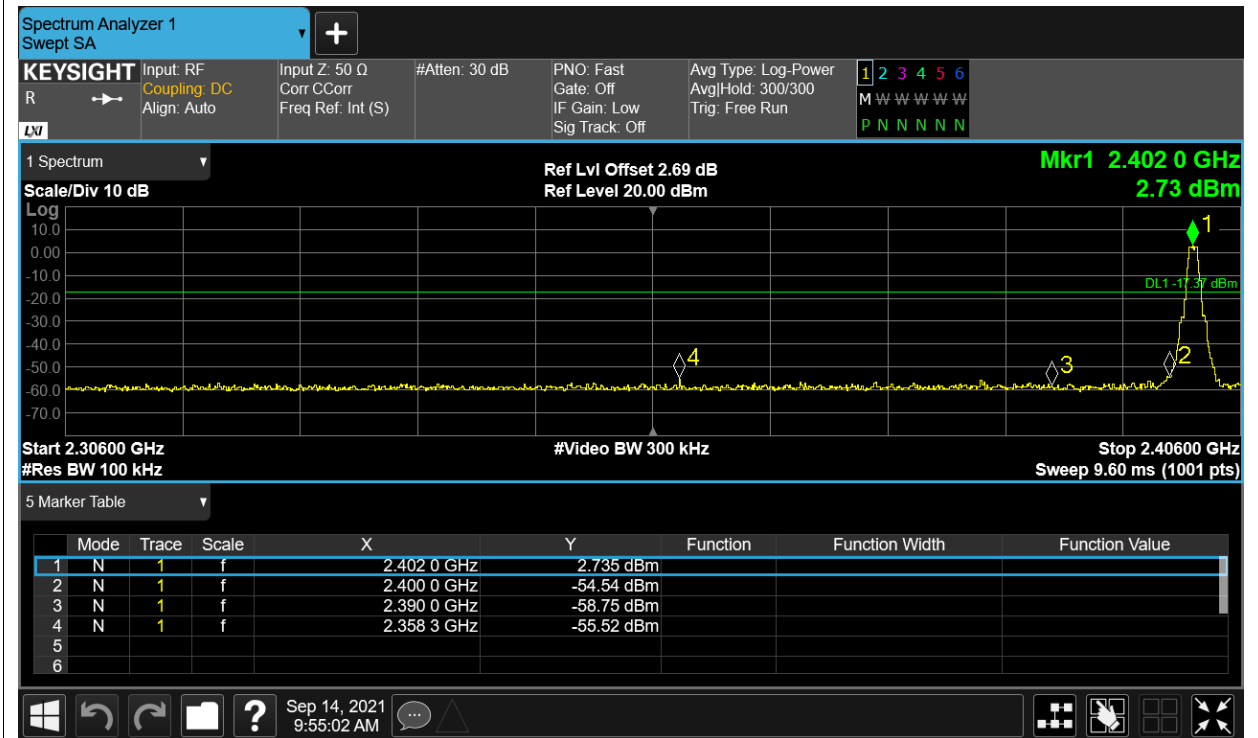 Spectrum Analyzer 1
Swept SA
+
KEYSIGHT
R
LXI
Input: RF
Coupling: DC
Align: Auto
Input Z: 50 Ω
Corr CCorr
Freq Ref: Int (S)
#Atten: 30 dB
PNO: Fast
Gate: Off
IF Gain: Low
Sig Track: Off
Avg Type: Log-Power
Avg|Hold: 300/300
Trig: Free Run
1 2 3 4 5 6
M W W W W W
P N N N N N
1 Spectrum
Scale/Div 10 dB
Ref Lvl Offset 2.69 dB
Ref Level 20.00 dBm
Mkr1 2.402 0 GHz
2.73 dBm
Log
10.0
0.00
-10.0
-20.0
-30.0
-40.0
-50.0
-60.0
-70.0
1
DL1 -17.37 dBm
4
3
2
Start 2.30600 GHz
#Video BW 300 kHz
Stop 2.40600 GHz
#Res BW 100 kHz
Sweep 9.60 ms (1001 pts)
5 Marker Table
Mode Trace Scale X Y Function Function Width Function Value
1 N 1 f 2.402 0 GHz 2.735 dBm
2 N 1 f 2.400 0 GHz -54.54 dBm
3 N 1 f 2.390 0 GHz -58.75 dBm
4 N 1 f 2.358 3 GHz -55.52 dBm
5
6
?
Sep 14, 2021
9:55:02 AM